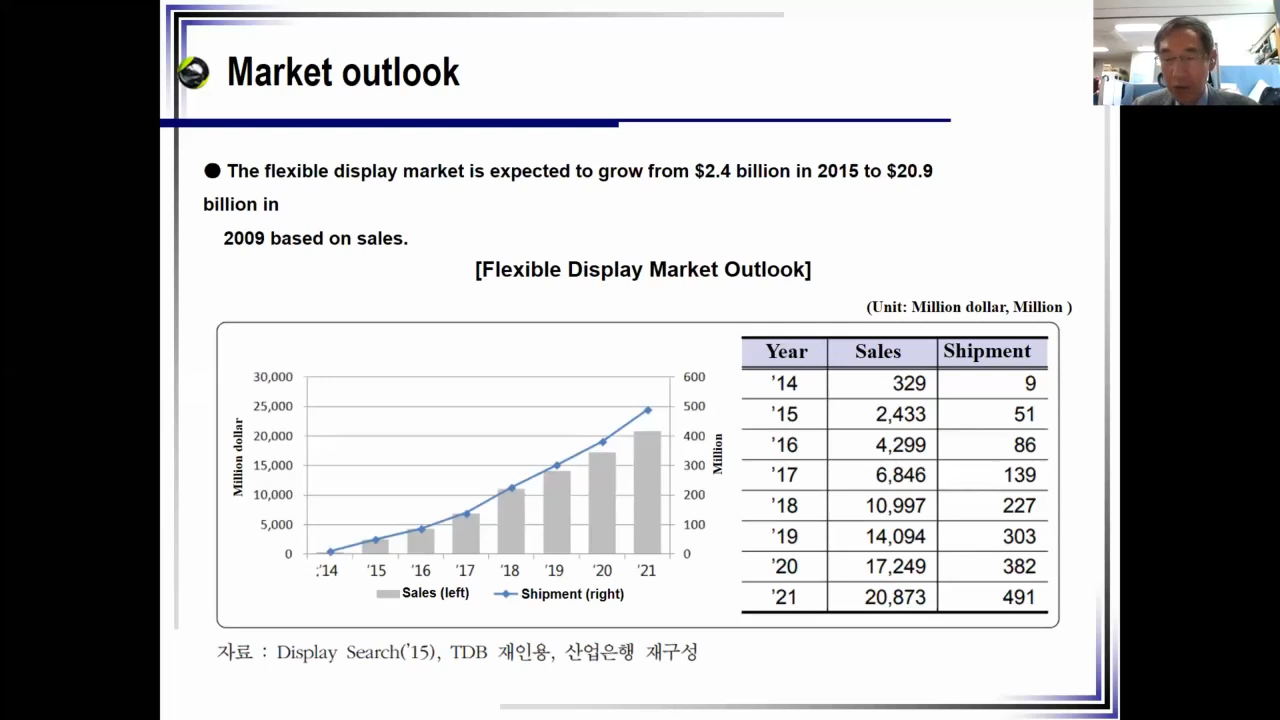 Market outlook
● The flexible display market is expected to grow from $2.4 billion in 2015 to $20.9
billion in
2009 based on sales.
[Flexible Display Market Outlook]
(Unit: Million dollar, Million )
30,000
25,000
20,000
15,000
10,000
5,000
0
Million dollar
600
500
400
300
200
100
0
Million
;'14 '15 '16 '17 '18 '19 '20 '21
Sales (left) Shipment (right)
Year Sales Shipment
’14 329 9
’15 2,433 51
’16 4,299 86
’17 6,846 139
’18 10,997 227
’19 14,094 303
’20 17,249 382
’21 20,873 491
자료 : Display Search(’15), TDB 재인용, 산업은행 재구성